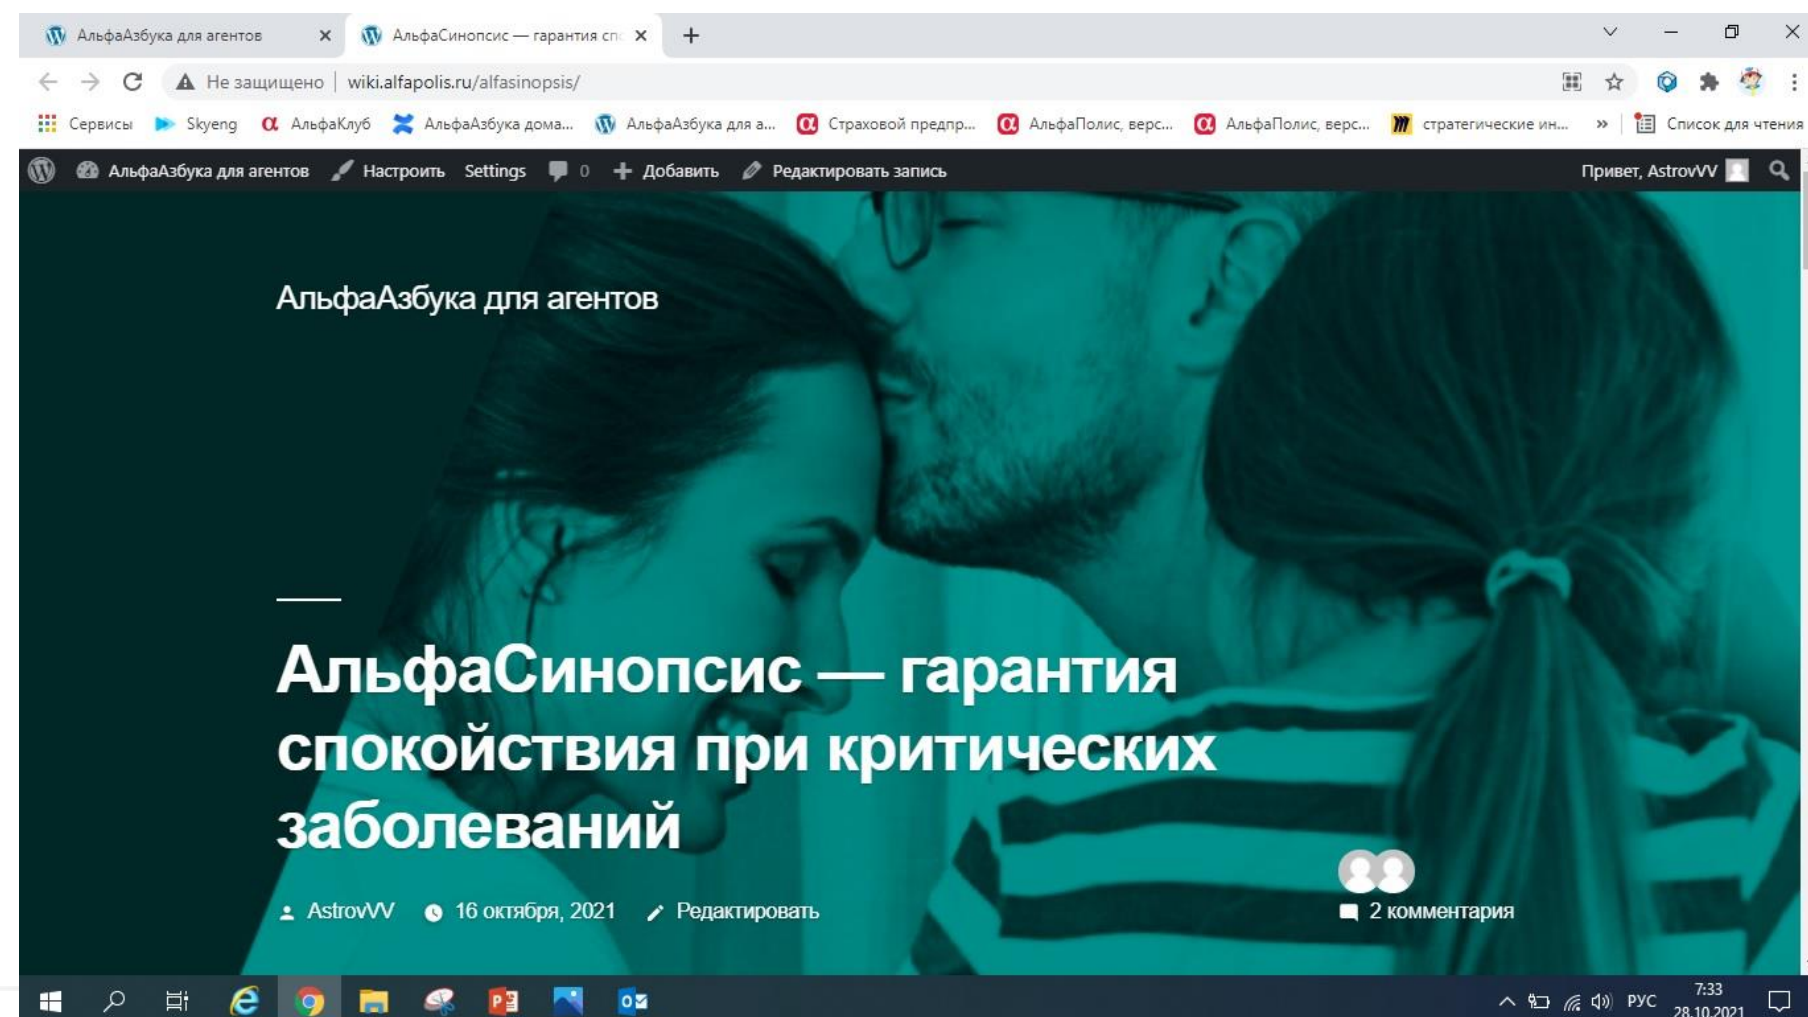 АльфаАзбука для агентов
АльфаСинопсис — гарантия спо
Не защищено | wiki.alfapolis.ru/alfasinopsis/
Сервисы Skyeng АльфаКлуб АльфаАзбука дома... АльфаАзбука для а... Страховой предпр... АльфаПолис, верс... АльфаПолис, верс... стратегические ин... » Список для чтения
АльфаАзбука для агентов Настроить Settings 0 Добавить Редактировать запись Привет, AstrovVV
АльфаАзбука для агентов
АльфаСинопсис — гарантия
спокойствия при критических
заболеваний
AstrovVV 16 октября, 2021 Редактировать 2 комментария
РУС 7:33
28.10.2021